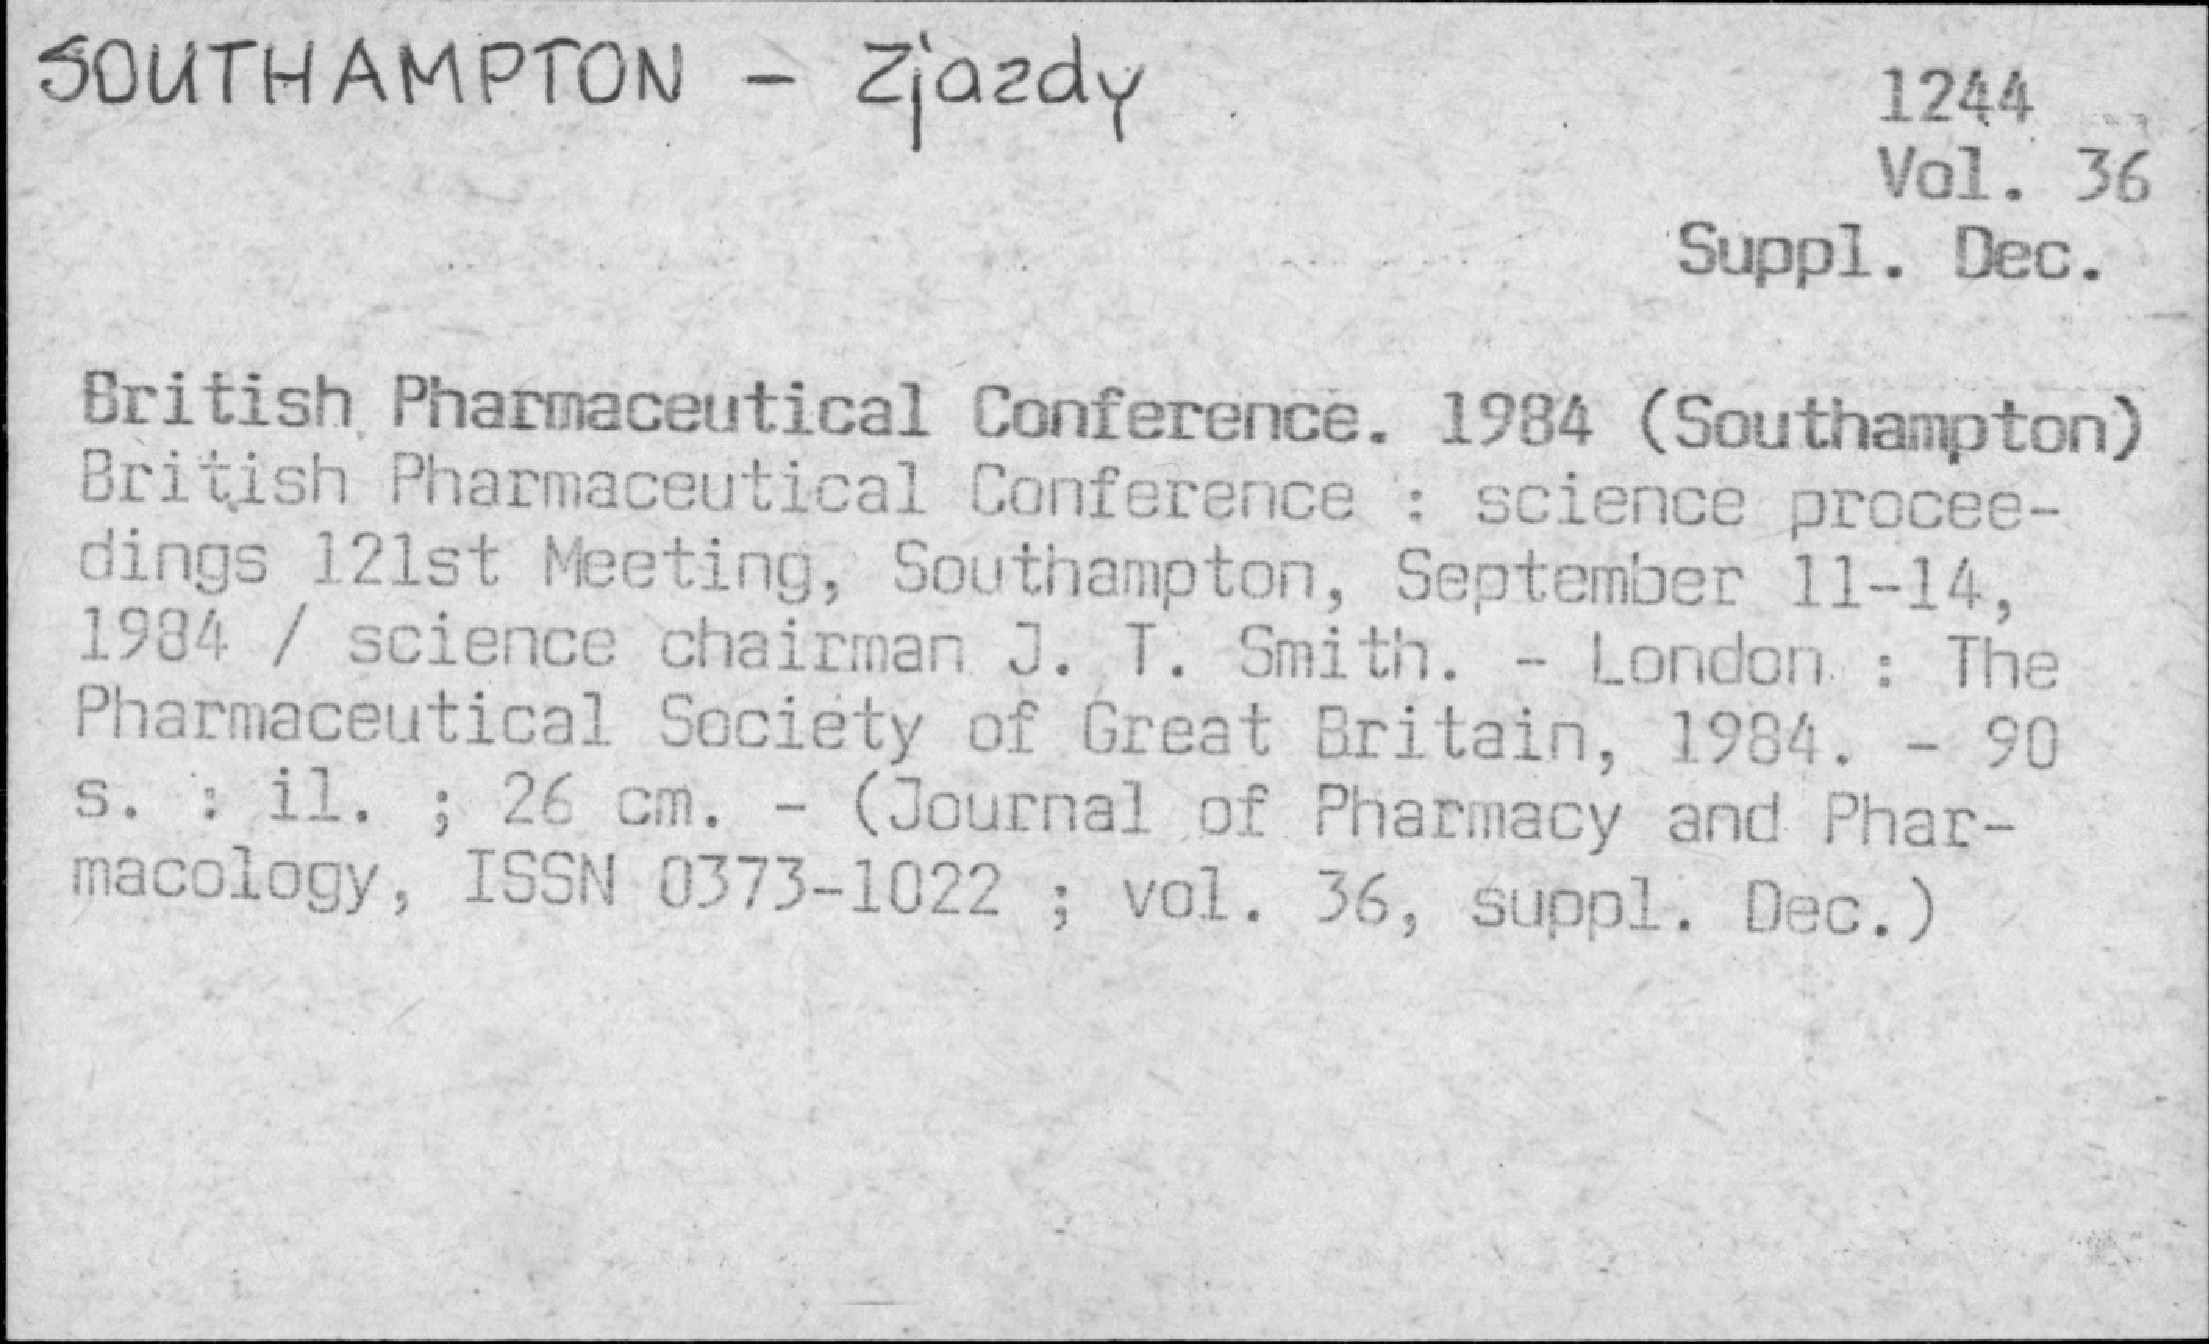 SOUTHAMPTON - Zjazdy
1244
Vol. 36
Suppl. Dec.
British Pharmaceutical Conference. 1984 (Southampton)
British Pharmaceutical Conference : science procee-
dings 121st Meeting, Southampton, September 11-14,
1984 / science chairman J. T. Smith. - London : The
Pharmaceutical Society of Great Britain, 1984. - 90
s. : il. ; 26 cm. - (Journal of Pharmacy and Phar-
macology, ISSN 0373-1022 ; vol. 36, suppl. Dec.)